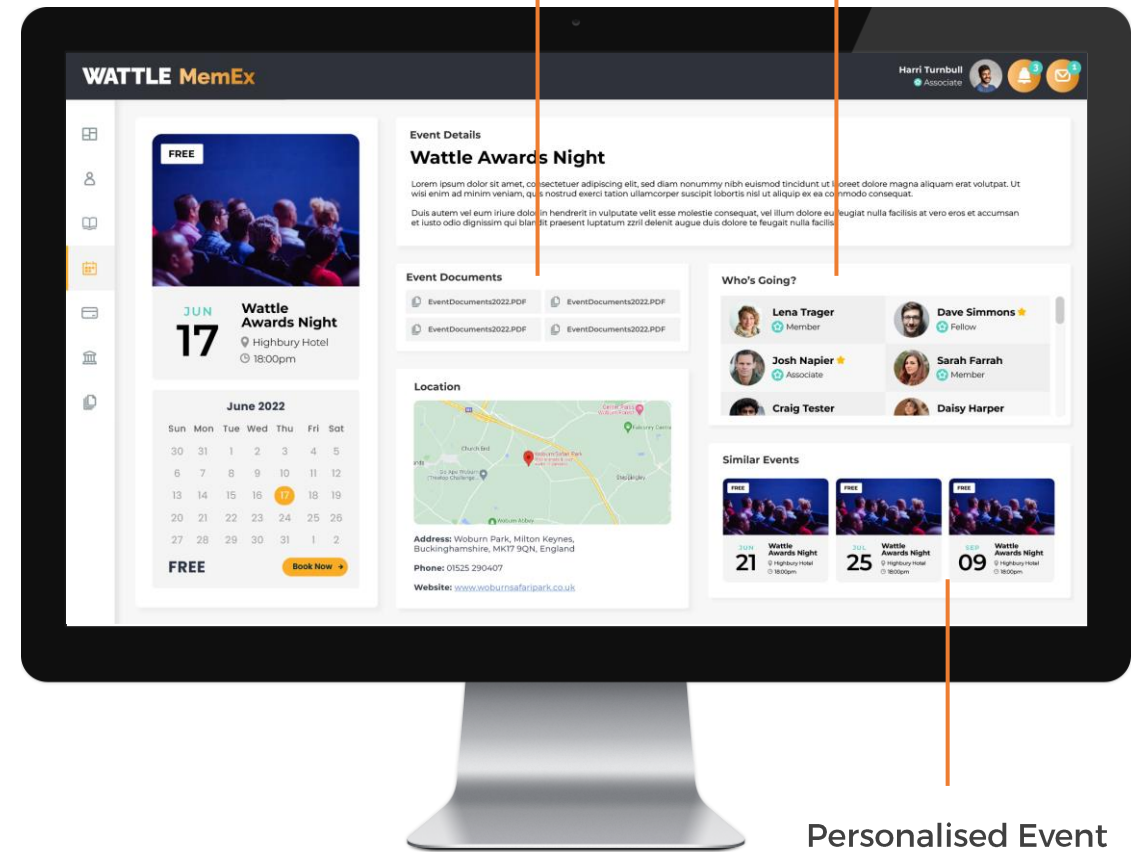 WATTLE MemEx
Harri Turnbull
Associate
3
FREE
JUN
17
Wattle
Awards Night
Highbury Hotel
18:00pm
June 2022
Sun Mon Tue Wed Thu Fri Sat
30 31 1 2 3 4 5
6 7 8 9 10 11 12
13 14 15 16 17 18 19
20 21 22 23 24 25 26
27 28 29 30 31 1 2
FREE
Book Now
Event Details
Wattle Awards Night
Lorem ipsum dolor sit amet, consectetuer adipiscing elit, sed diam nonummy nibh euismod tincidunt ut laoreet dolore magna aliquam erat volutpat. Ut
wisi enim ad minim veniam, quis nostrud exerci tation ullamcorper suscipit lobortis nisl ut aliquip ex ea commodo consequat.
Duis autem vel eum iriure dolor in hendrerit in vulputate velit esse molestie consequat, vel illum dolore eu feugiat nulla facilisis at vero eros et accumsan
et iusto odio dignissim qui blandit praesent luptatum zzril delenit augue duis dolore te feugait nulla facilisi.
Event Documents
EventDocuments2022.PDF
EventDocuments2022.PDF
EventDocuments2022.PDF
EventDocuments2022.PDF
Location
Church End
Woburn Safari Park
Woburn Abbey
Address: Woburn Park, Milton Keynes,
Buckinghamshire, MK17 9QN, England
Phone: 01525 290407
Website: www.woburnsafaripark.co.uk
Who's Going?
Lena Trager
Member
Dave Simmons
Fellow
Josh Napier
Associate
Sarah Farrah
Member
Craig Tester
Daisy Harper
Similar Events
FREE
JUN
21
Wattle
Awards Night
Highbury Hotel
18:00pm
FREE
JUL
25
Wattle
Awards Night
Highbury Hotel
18:00pm
FREE
SEP
09
Wattle
Awards Night
Highbury Hotel
18:00pm
Personalised Event